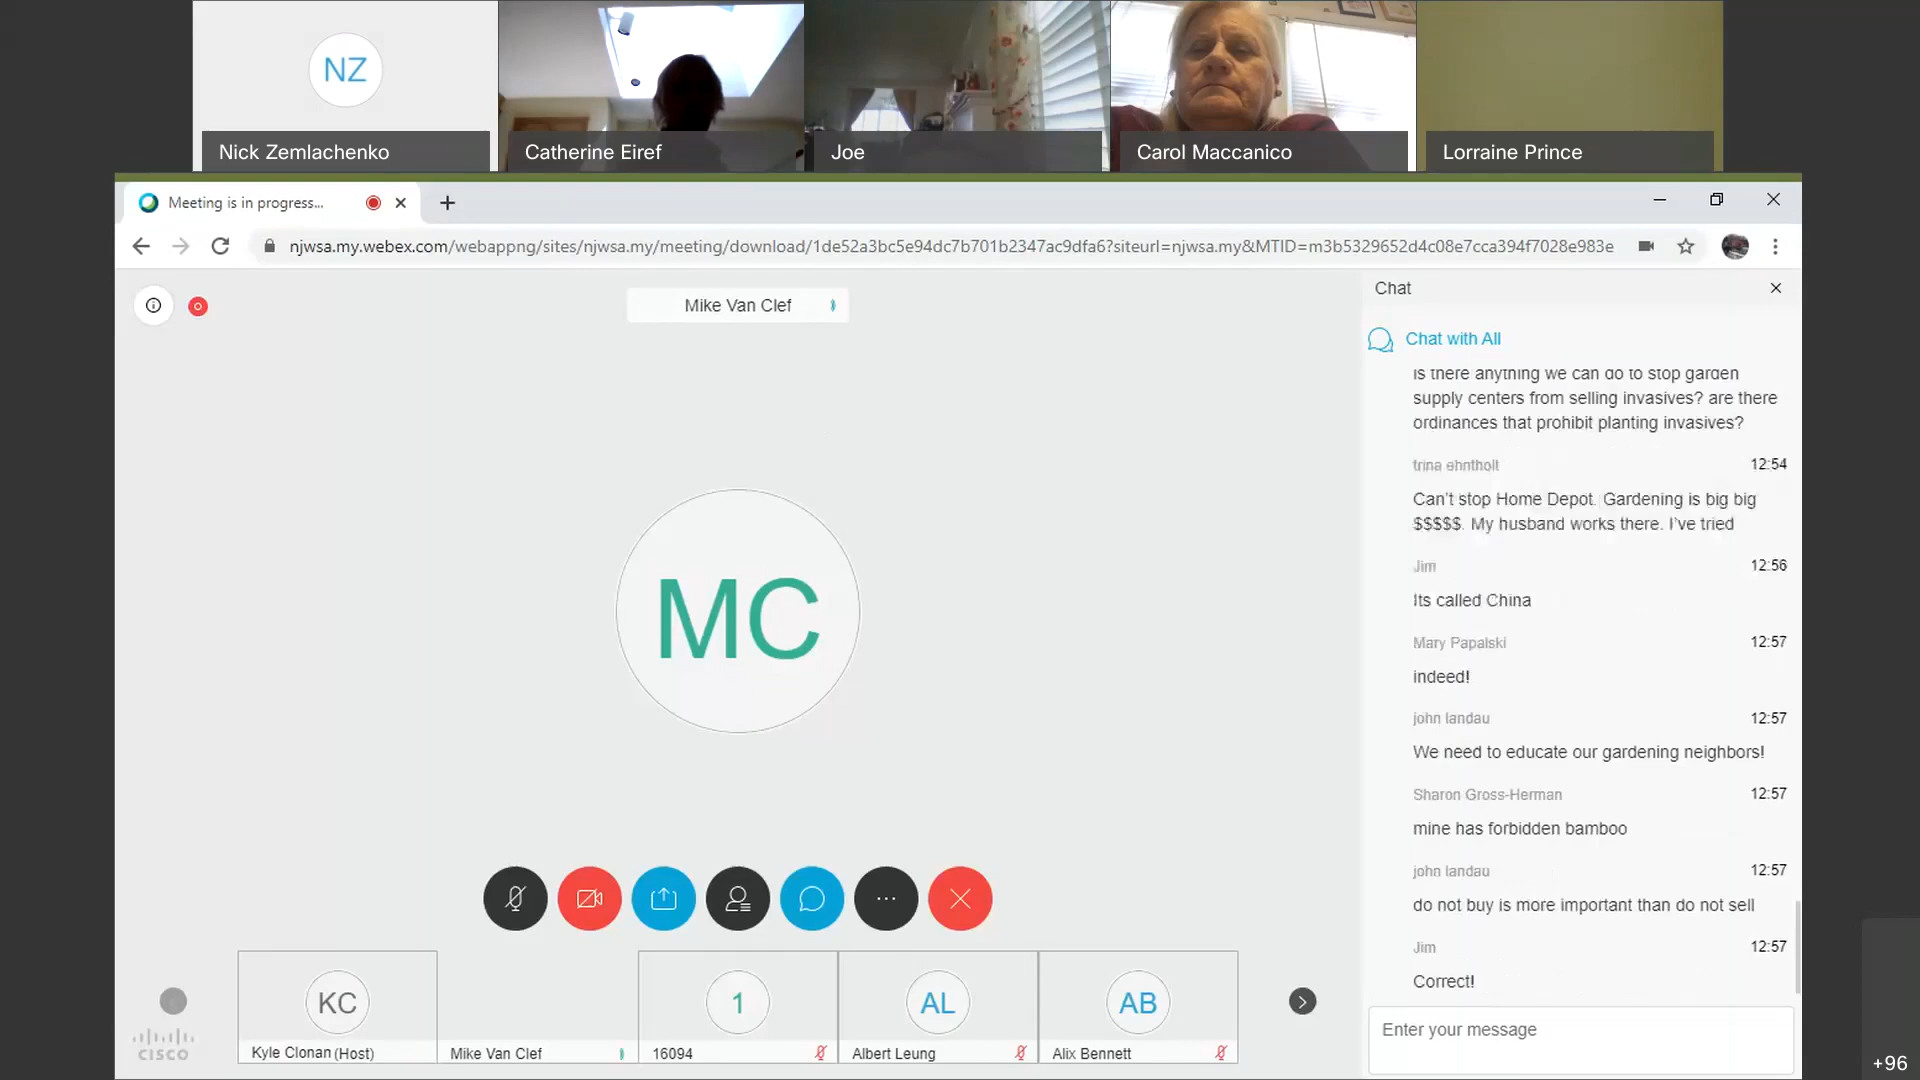 NZ
Nick Zemlachenko
Catherine Eiref
Joe
Carol Maccanico
Lorraine Prince
Meeting is in progress...
njwsa.my.webex.com/webappng/sites/njwsa.my/meeting/download/1de52a3bc5e94dc7b701b2347ac9dfa6?siteurl=njwsa.my&MTID=m3b5329652d4c08e7cca394f7028e983e
Mike Van Clef
MC
KC
Kyle Clonan (Host)
Mike Van Clef
1
16094
AL
Albert Leung
AB
Alix Bennett
CISCO
Chat
Chat with All
is there anything we can do to stop garden
supply centers from selling invasives? are there
ordinances that prohibit planting invasives?
trina ehntholt 12:54
Can't stop Home Depot. Gardening is big big
$$$$$. My husband works there. I've tried
Jim 12:56
Its called China
Mary Papalski 12:57
indeed!
john landau 12:57
We need to educate our gardening neighbors!
Sharon Gross-Herman 12:57
mine has forbidden bamboo
john landau 12:57
do not buy is more important than do not sell
Jim 12:57
Correct!
Enter your message
+96